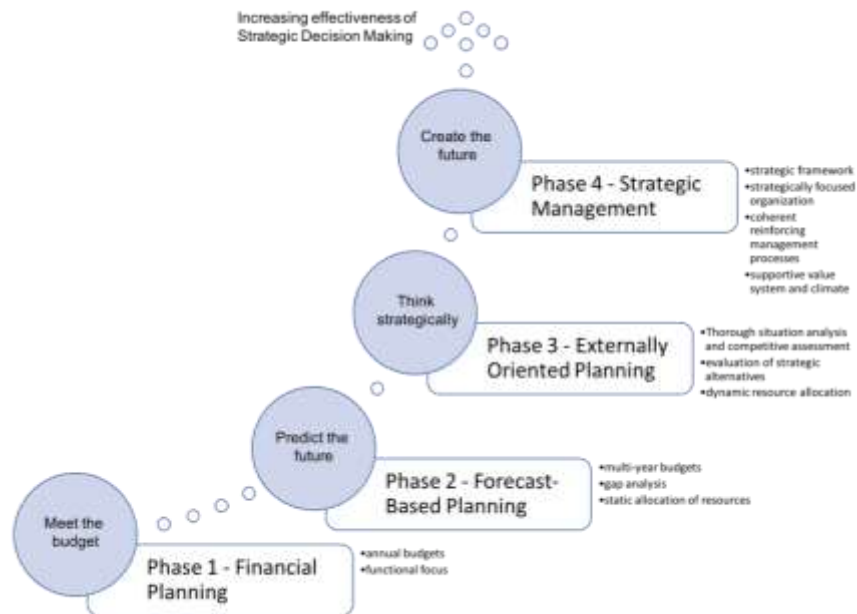 Increasing effectiveness of
Strategic Decision Making
Create the
future
Phase 4 - Strategic
Management
•strategic framework
•strategically focused
organization
•coherent
reinforcing
management
processes
•supportive value
system and climate
Think
strategically
Phase 3 - Externally
Oriented Planning
•Thorough situation analysis
and competitive assessment
•evaluation of strategic
alternatives
•dynamic resource allocation
Predict the
future
Phase 2 - Forecast-
Based Planning
•multi-year budgets
•gap analysis
•static allocation of resources
Meet the
budget
Phase 1 - Financial
Planning
•annual budgets
•functional focus